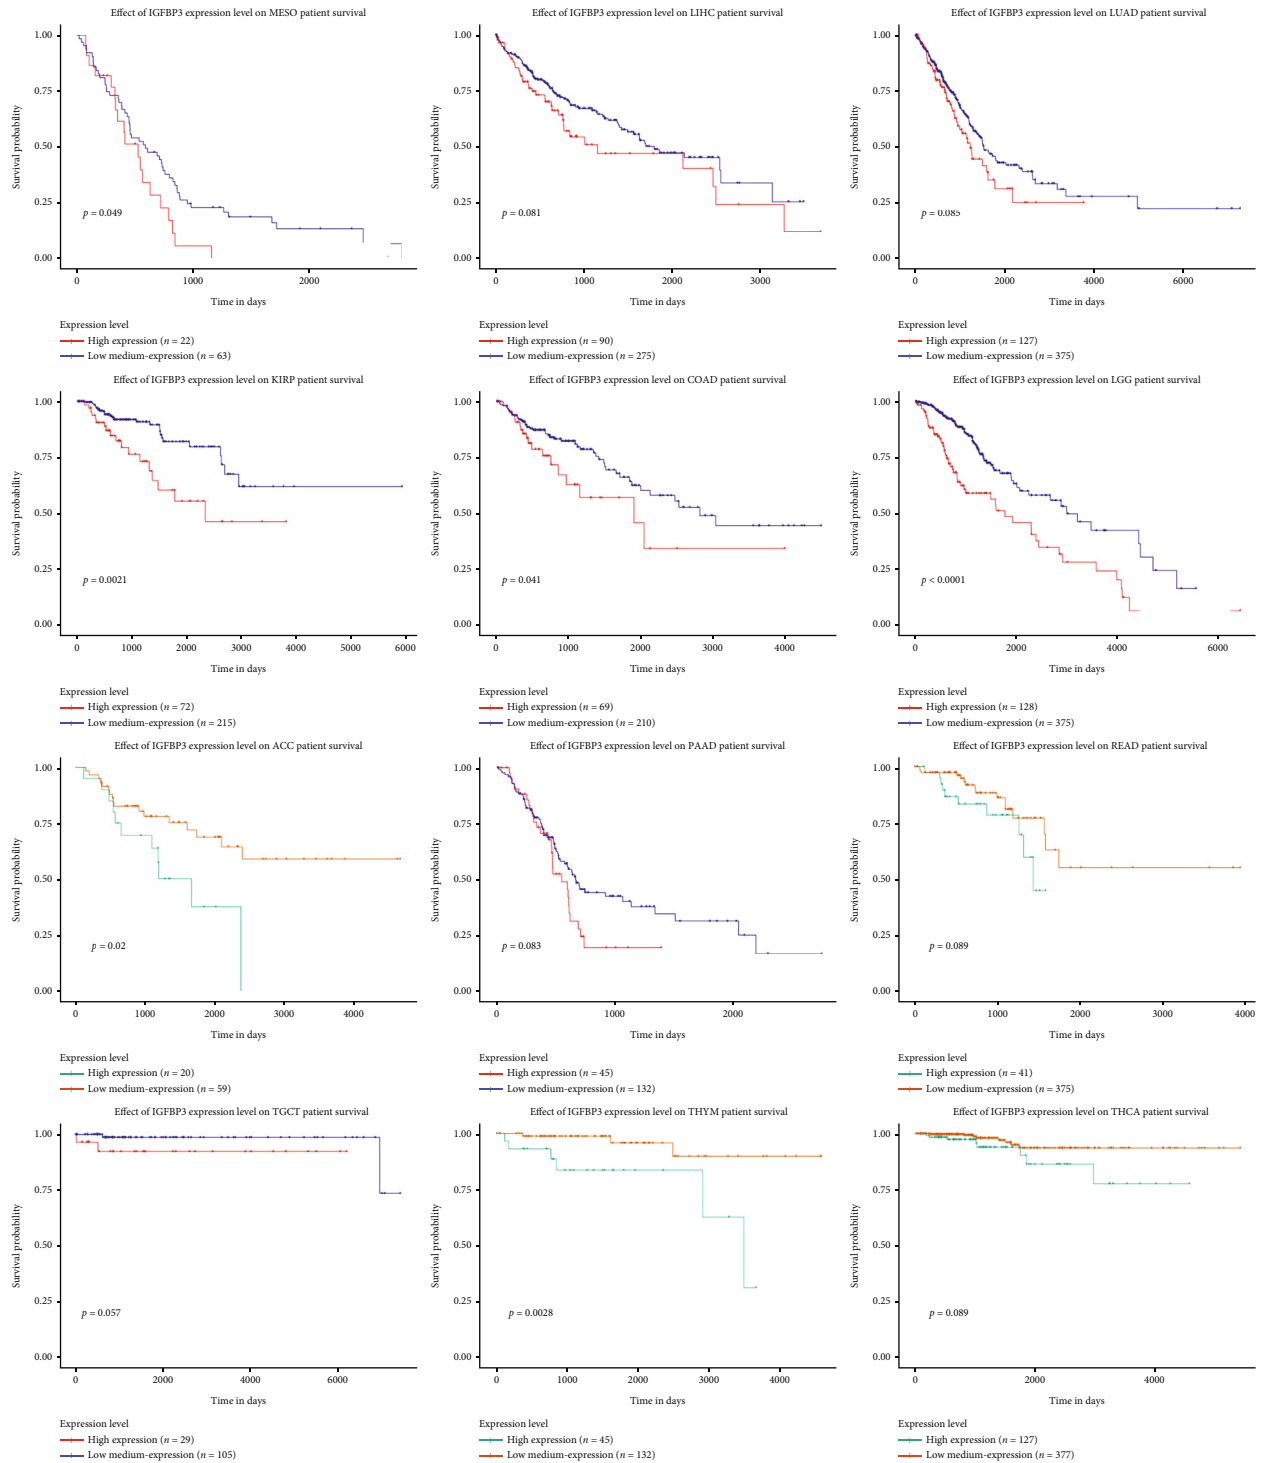 Effect of IGFBP3 expression level on MESO patient survival
Survival probability
1.00
0.75
0.50
0.25
0.00
p = 0.049
0 1000 2000
Time in days
Expression level
High expression (n = 22)
Low medium-expression (n = 63)
Effect of IGFBP3 expression level on LIHC patient survival
Survival probability
1.00
0.75
0.50
0.25
0.00
p = 0.081
0 1000 2000 3000
Time in days
Expression level
High expression (n = 90)
Low medium-expression (n = 275)
Effect of IGFBP3 expression level on LUAD patient survival
Survival probability
1.00
0.75
0.50
0.25
0.00
p = 0.085
0 2000 4000 6000
Time in days
Expression level
High expression (n = 127)
Low medium-expression (n = 375)
Effect of IGFBP3 expression level on KIRP patient survival
Survival probability
1.00
0.75
0.50
0.25
0.00
p = 0.0021
0 1000 2000 3000 4000 5000 6000
Time in days
Expression level
High expression (n = 72)
Low medium-expression (n = 215)
Effect of IGFBP3 expression level on COAD patient survival
Survival probability
1.00
0.75
0.50
0.25
0.00
p = 0.041
0 1000 2000 3000 4000
Time in days
Expression level
High expression (n = 69)
Low medium-expression (n = 210)
Effect of IGFBP3 expression level on LGG patient survival
Survival probability
1.00
0.75
0.50
0.25
0.00
p < 0.0001
0 2000 4000 6000
Time in days
Expression level
High expression (n = 128)
Low medium-expression (n = 375)
Effect of IGFBP3 expression level on ACC patient survival
Survival probability
1.00
0.75
0.50
0.25
0.00
p = 0.02
0 1000 2000 3000 4000
Time in days
Expression level
High expression (n = 20)
Low medium-expression (n = 59)
Effect of IGFBP3 expression level on PAAD patient survival
Survival probability
1.00
0.75
0.50
0.25
0.00
p = 0.083
0 1000 2000
Time in days
Expression level
High expression (n = 45)
Low medium-expression (n = 132)
Effect of IGFBP3 expression level on READ patient survival
Survival probability
1.00
0.75
0.50
0.25
0.00
p = 0.089
0 1000 2000 3000 4000
Time in days
Expression level
High expression (n = 41)
Low medium-expression (n = 375)
Effect of IGFBP3 expression level on TGCT patient survival
Survival probability
1.00
0.75
0.50
0.25
0.00
p = 0.057
0 2000 4000 6000
Time in days
Expression level
High expression (n = 29)
Low medium-expression (n = 105)
Effect of IGFBP3 expression level on THYM patient survival
Survival probability
1.00
0.75
0.50
0.25
0.00
p = 0.0028
0 1000 2000 3000 4000
Time in days
Expression level
High expression (n = 45)
Low medium-expression (n = 132)
Effect of IGFBP3 expression level on THCA patient survival
Survival probability
1.00
0.75
0.50
0.25
0.00
p = 0.089
0 2000 4000
Time in days
Expression level
High expression (n = 127)
Low medium-expression (n = 377)